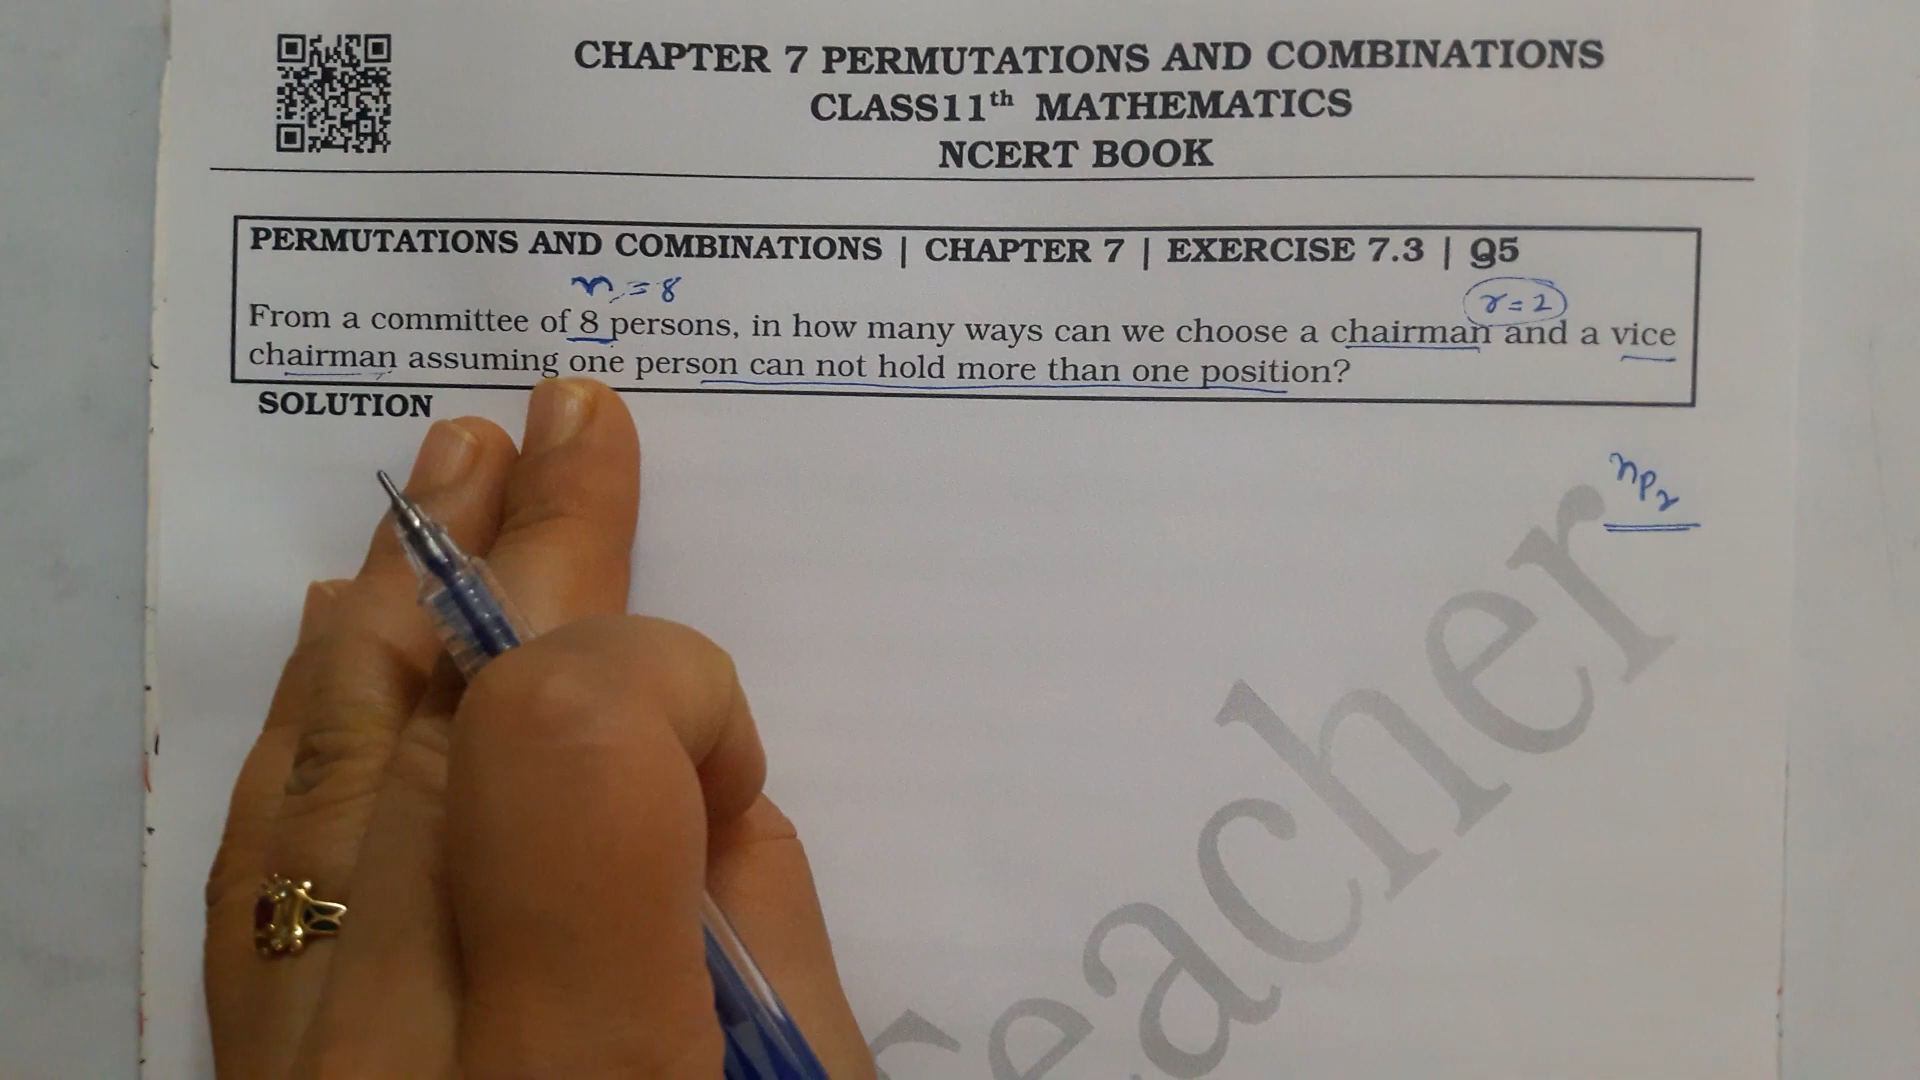 CHAPTER 7 PERMUTATIONS AND COMBINATIONS
CLASS11th MATHEMATICS
NCERT BOOK
PERMUTATIONS AND COMBINATIONS | CHAPTER 7 | EXERCISE 7.3 | Q5
n = 8
r = 2
From a committee of 8 persons, in how many ways can we choose a chairman and a vice
chairman assuming one person can not hold more than one position?
SOLUTION
nPr
Teacher